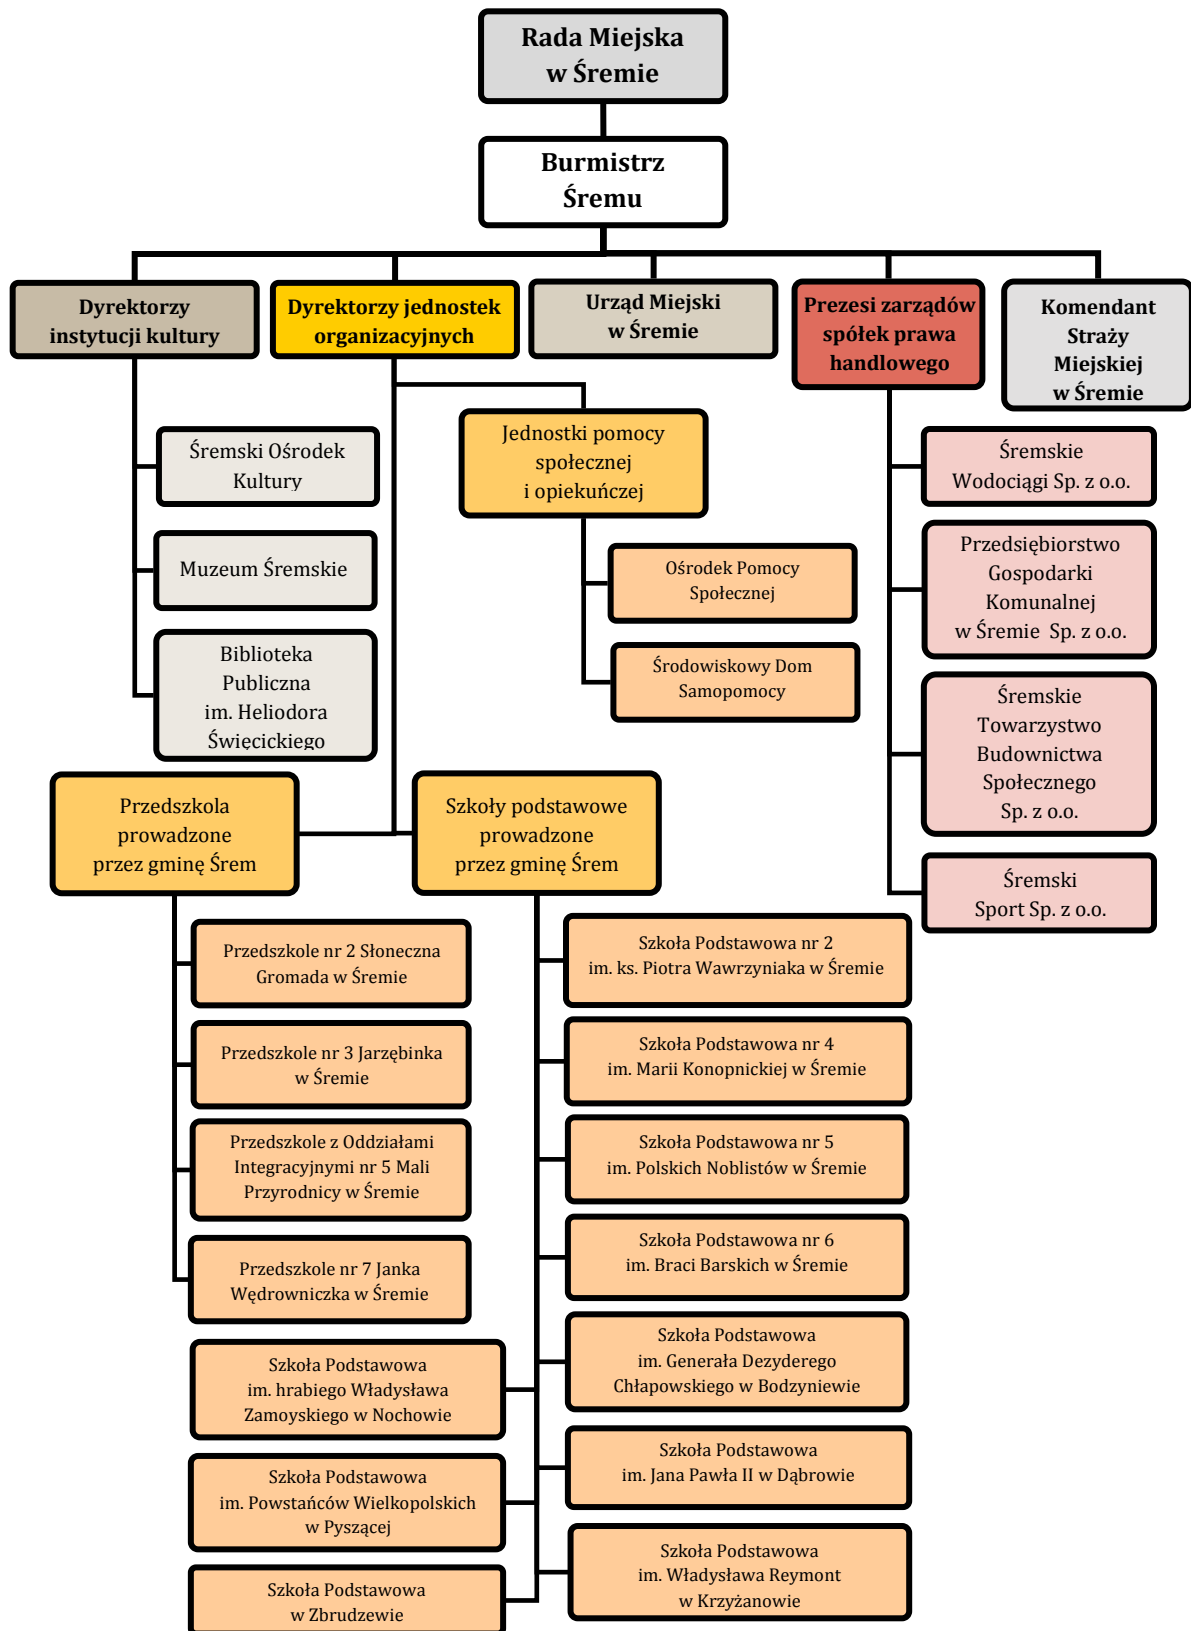 Rada Miejska
w Śremie
Burmistrz
Śremu
Dyrektorzy
instytucji kultury
Dyrektorzy jednostek
organizacyjnych
Urząd Miejski
w Śremie
Prezesi zarządów
spółek prawa
handlowego
Komendant
Straży
Miejskiej
w Śremie
Śremski Ośrodek
Kultury
Muzeum Śremskie
Biblioteka
Publiczna
im. Heliodora
Święcickiego
Jednostki pomocy
społecznej
i opiekuńczej
Ośrodek Pomocy
Społecznej
Środowiskowy Dom
Samopomocy
Śremskie
Wodociągi Sp. z o.o.
Przedsiębiorstwo
Gospodarki
Komunalnej
w Śremie  Sp. z o.o.
Śremskie
Towarzystwo
Budownictwa
Społecznego
Sp. z o.o.
Śremski
Sport Sp. z o.o.
Przedszkola
prowadzone
przez gminę Śrem
Szkoły podstawowe
prowadzone
przez gminę Śrem
Przedszkole nr 2 Słoneczna
Gromada w Śremie
Przedszkole nr 3 Jarzębinka
w Śremie
Przedszkole z Oddziałami
Integracyjnymi nr 5 Mali
Przyrodnicy w Śremie
Przedszkole nr 7 Janka
Wędrowniczka w Śremie
Szkoła Podstawowa nr 2
im. ks. Piotra Wawrzyniaka w Śremie
Szkoła Podstawowa nr 4
im. Marii Konopnickiej w Śremie
Szkoła Podstawowa nr 5
im. Polskich Noblistów w Śremie
Szkoła Podstawowa nr 6
im. Braci Barskich w Śremie
Szkoła Podstawowa
im. Generała Dezyderego
Chłapowskiego w Bodzyniewie
Szkoła Podstawowa
im. Jana Pawła II w Dąbrowie
Szkoła Podstawowa
im. Władysława Reymont
w Krzyżanowie
Szkoła Podstawowa
im. hrabiego Władysława
Zamoyskiego w Nochowie
Szkoła Podstawowa
im. Powstańców Wielkopolskich
w Pyszącej
Szkoła Podstawowa
w Zbrudzewie